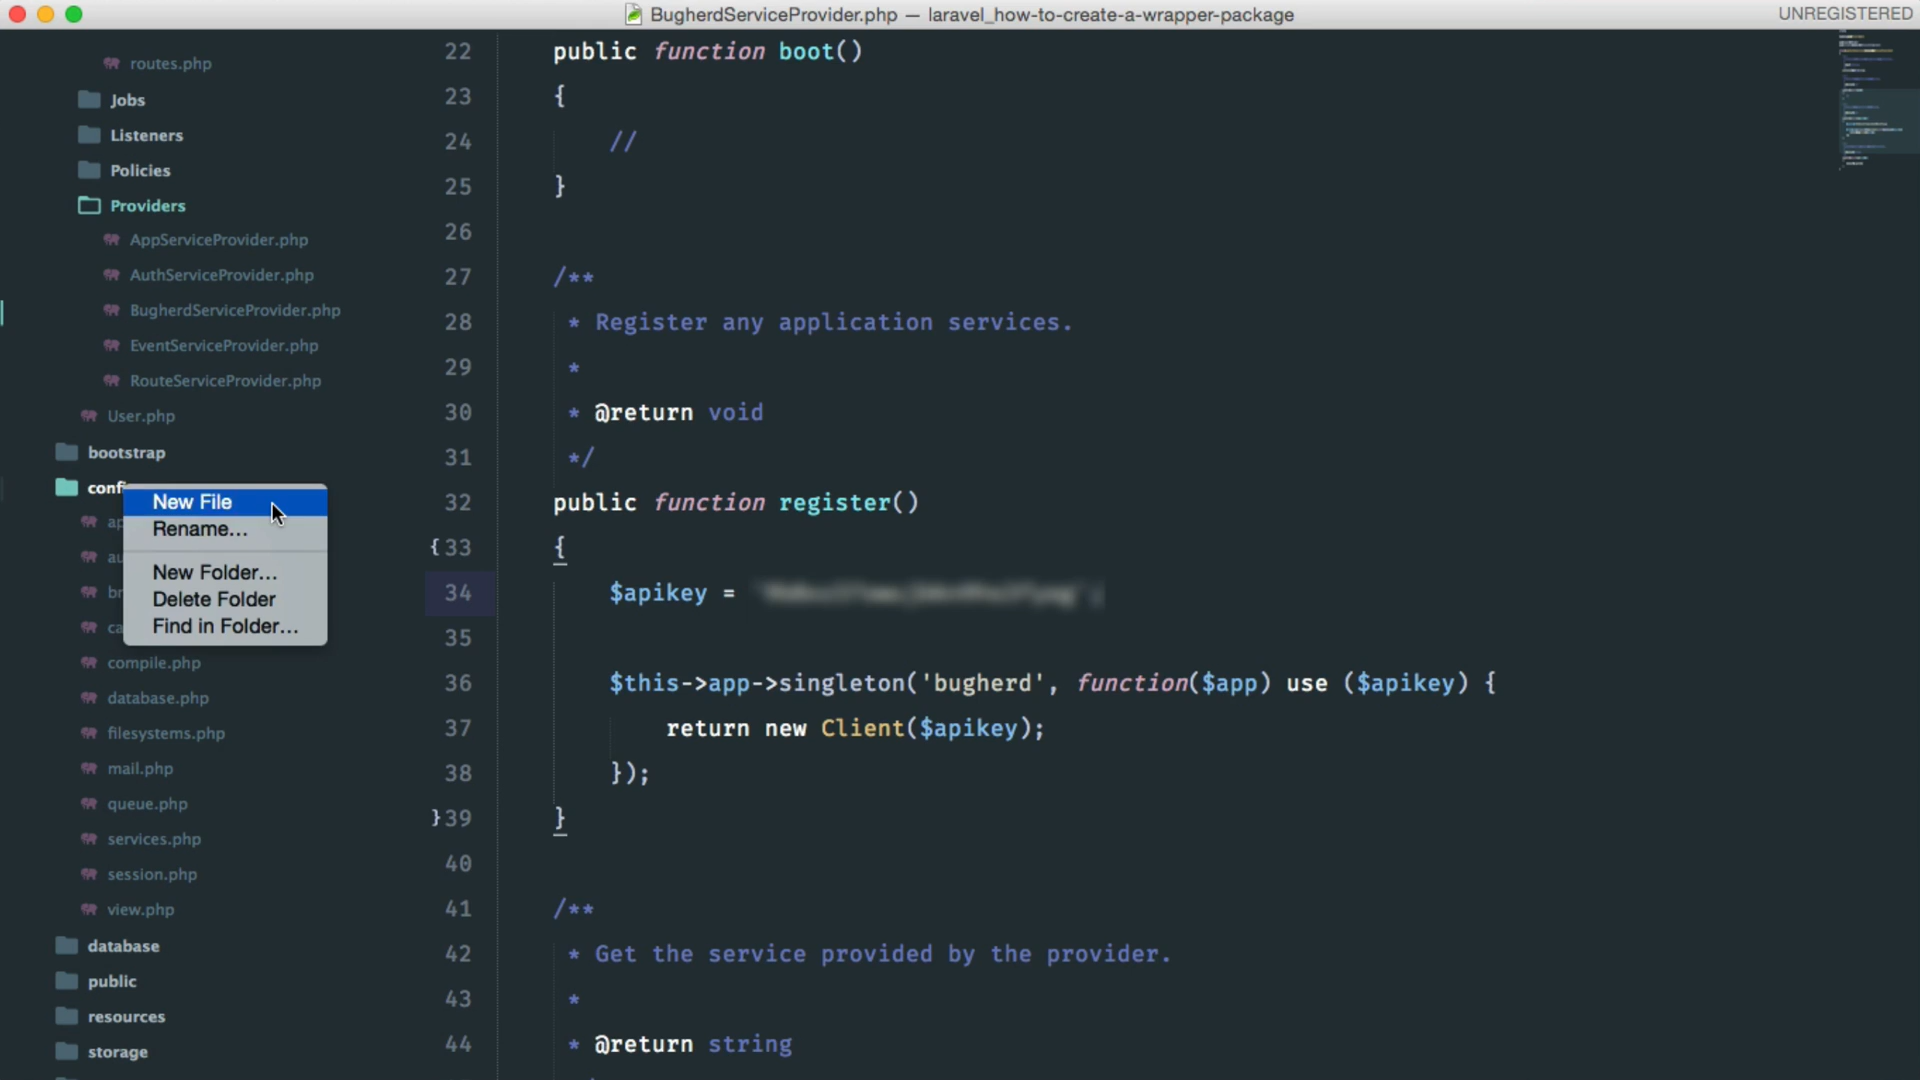 BugherdServiceProvider.php — laravel_how-to-create-a-wrapper-package
UNREGISTERED
routes.php
Jobs
Listeners
Policies
Providers
AppServiceProvider.php
AuthServiceProvider.php
BugherdServiceProvider.php
EventServiceProvider.php
RouteServiceProvider.php
User.php
bootstrap
New File
Rename...
New Folder...
Delete Folder
Find in Folder...
compile.php
database.php
filesystems.php
mail.php
queue.php
services.php
session.php
view.php
database
public
resources
storage
22 public function boot()
23 {
24 //
25 }
26
27 /**
28 * Register any application services.
29 *
30 * @return void
31 */
32 public function register()
{33 {
34 $apikey =
35
36 $this->app->singleton('bugherd', function($app) use ($apikey) {
37 return new Client($apikey);
38 });
}39 }
40
41 /**
42 * Get the service provided by the provider.
43 *
44 * @return string